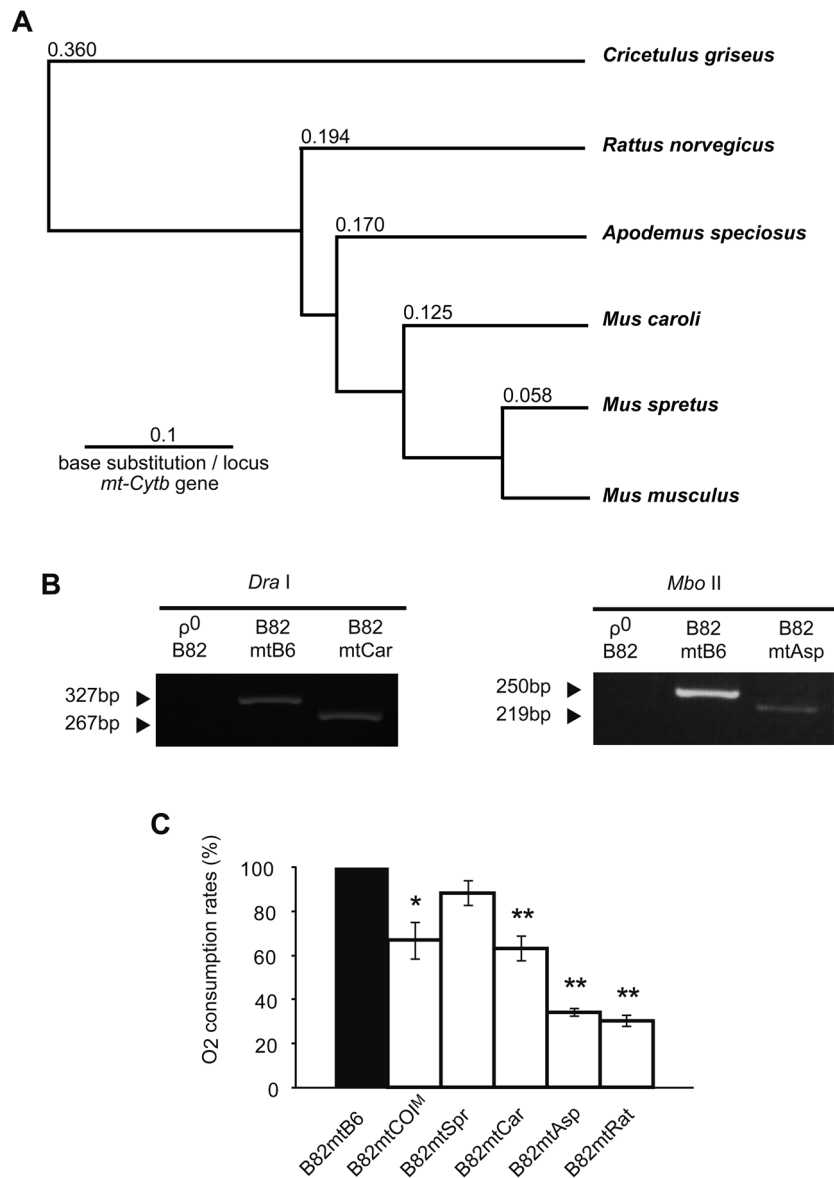 A
0.360
Cricetulus griseus
0.194
Rattus norvegicus
0.170
Apodemus speciosus
0.125
Mus caroli
0.058
Mus spretus
Mus musculus
0.1
base substitution / locus
mt-Cytb gene
B
Dra I
ρ0 B82
B82 mtB6
B82 mtCar
327bp
267bp
Mbo II
ρ0 B82
B82 mtB6
B82 mtAsp
250bp
219bp
C
O2 consumption rates (%)
100
80
60
40
20
0
*
**
**
**
B82mtB6
B82mtCOIM
B82mtSpr
B82mtCar
B82mtAsp
B82mtRat